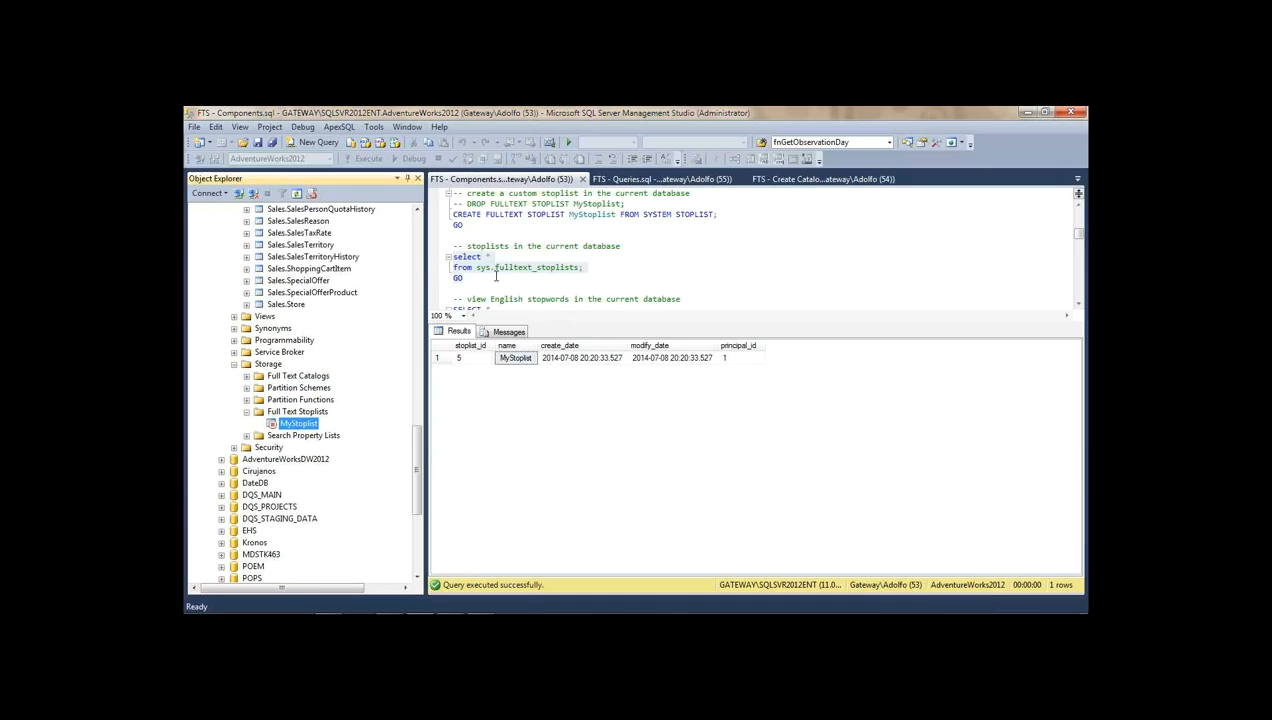 FTS - Components.sql - GATEWAY\SQLSVR2012ENT.AdventureWorks2012 (Gateway\Adolfo (53)) - Microsoft SQL Server Management Studio (Administrator)
File Edit View Project Debug ApexSQL Tools Window Help
New Query fnGetObservationDay
AdventureWorks2012 Execute Debug
Object Explorer
Connect
Sales.SalesPersonQuotaHistory
Sales.SalesReason
Sales.SalesTaxRate
Sales.SalesTerritory
Sales.SalesTerritoryHistory
Sales.ShoppingCartItem
Sales.SpecialOffer
Sales.SpecialOfferProduct
Sales.Store
Views
Synonyms
Programmability
Service Broker
Storage
Full Text Catalogs
Partition Schemes
Partition Functions
Full Text Stoplists
MyStoplist
Search Property Lists
Security
AdventureWorksDW2012
Cirujanos
DateDB
DQS_MAIN
DQS_PROJECTS
DQS_STAGING_DATA
EHS
Kronos
MDSTK463
POEM
POPS
FTS - Components.s...teway\Adolfo (53)) FTS - Queries.sql -...ateway\Adolfo (55)) FTS - Create Catalo...ateway\Adolfo (54))
-- create a custom stoplist in the current database
-- DROP FULLTEXT STOPLIST MyStoplist;
CREATE FULLTEXT STOPLIST MyStoplist FROM SYSTEM STOPLIST;
GO
-- stoplists in the current database
select *
from sys.fulltext_stoplists;
GO
-- view English stopwords in the current database
SELECT *
100 %
Results Messages
stoplist_id name create_date modify_date principal_id
1 5 MyStoplist 2014-07-08 20:20:33.527 2014-07-08 20:20:33.527 1
Query executed successfully. GATEWAY\SQLSVR2012ENT (11.0... Gateway\Adolfo (53) AdventureWorks2012 00:00:00 1 rows
Ready